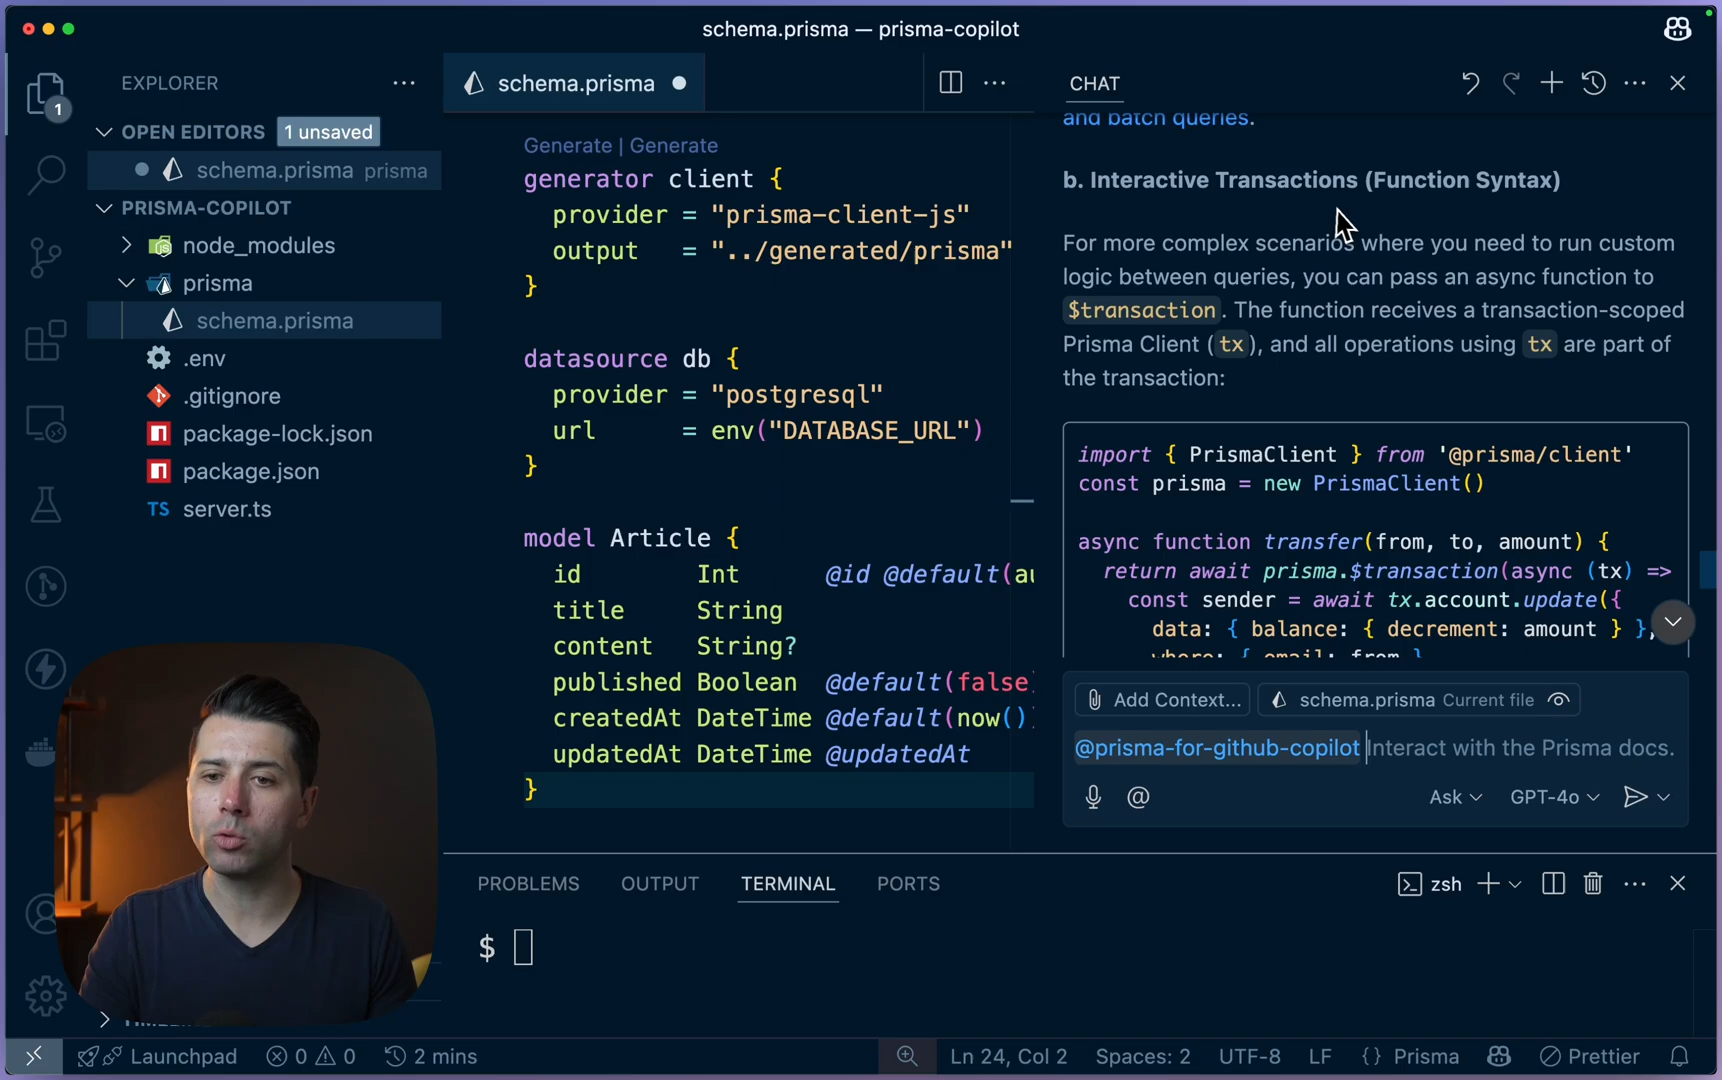 schema.prisma — prisma-copilot
EXPLORER
1
OPEN EDITORS 1 unsaved
schema.prisma prisma
PRISMA-COPILOT
node_modules
prisma
schema.prisma
.env
.gitignore
package-lock.json
package.json
TS server.ts
schema.prisma
Generate | Generate
generator client {
provider = "prisma-client-js"
output = "../generated/prisma"
}
datasource db {
provider = "postgresql"
url = env("DATABASE_URL")
}
model Article {
id Int @id @default(au
title String
content String?
published Boolean @default(false)
createdAt DateTime @default(now())
updatedAt DateTime @updatedAt
}
CHAT
and batch queries.
b. Interactive Transactions (Function Syntax)
For more complex scenarios where you need to run custom
logic between queries, you can pass an async function to
$transaction. The function receives a transaction-scoped
Prisma Client (tx), and all operations using tx are part of
the transaction:
import { PrismaClient } from '@prisma/client'
const prisma = new PrismaClient()
async function transfer(from, to, amount) {
return await prisma.$transaction(async (tx) =>
const sender = await tx.account.update({
data: { balance: { decrement: amount } },
where: { email: from }
Add Context... schema.prisma Current file
@prisma-for-github-copilot Interact with the Prisma docs.
@ Ask GPT-4o
PROBLEMS OUTPUT TERMINAL PORTS
zsh
$
Launchpad 0 0 2 mins
Ln 24, Col 2 Spaces: 2 UTF-8 LF {} Prisma Prettier